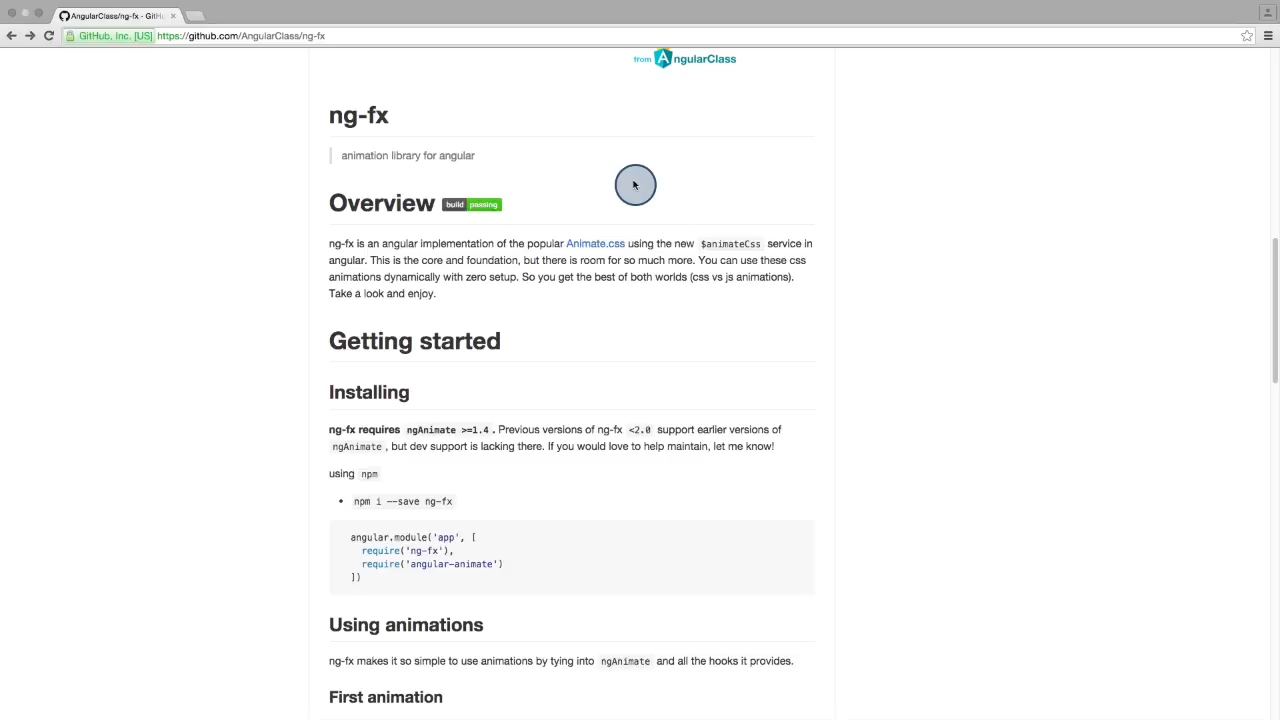 AngularClass/ng-fx - GitHu
GitHub, Inc. [US] https://github.com/AngularClass/ng-fx
from AngularClass
ng-fx
animation library for angular
Overview build passing
ng-fx is an angular implementation of the popular Animate.css using the new $animateCss service in
angular. This is the core and foundation, but there is room for so much more. You can use these css
animations dynamically with zero setup. So you get the best of both worlds (css vs js animations).
Take a look and enjoy.
Getting started
Installing
ng-fx requires ngAnimate >=1.4. Previous versions of ng-fx <2.0 support earlier versions of
ngAnimate, but dev support is lacking there. If you would love to help maintain, let me know!
using npm
• npm i --save ng-fx
angular.module('app', [
require('ng-fx'),
require('angular-animate')
])
Using animations
ng-fx makes it so simple to use animations by tying into ngAnimate and all the hooks it provides.
First animation